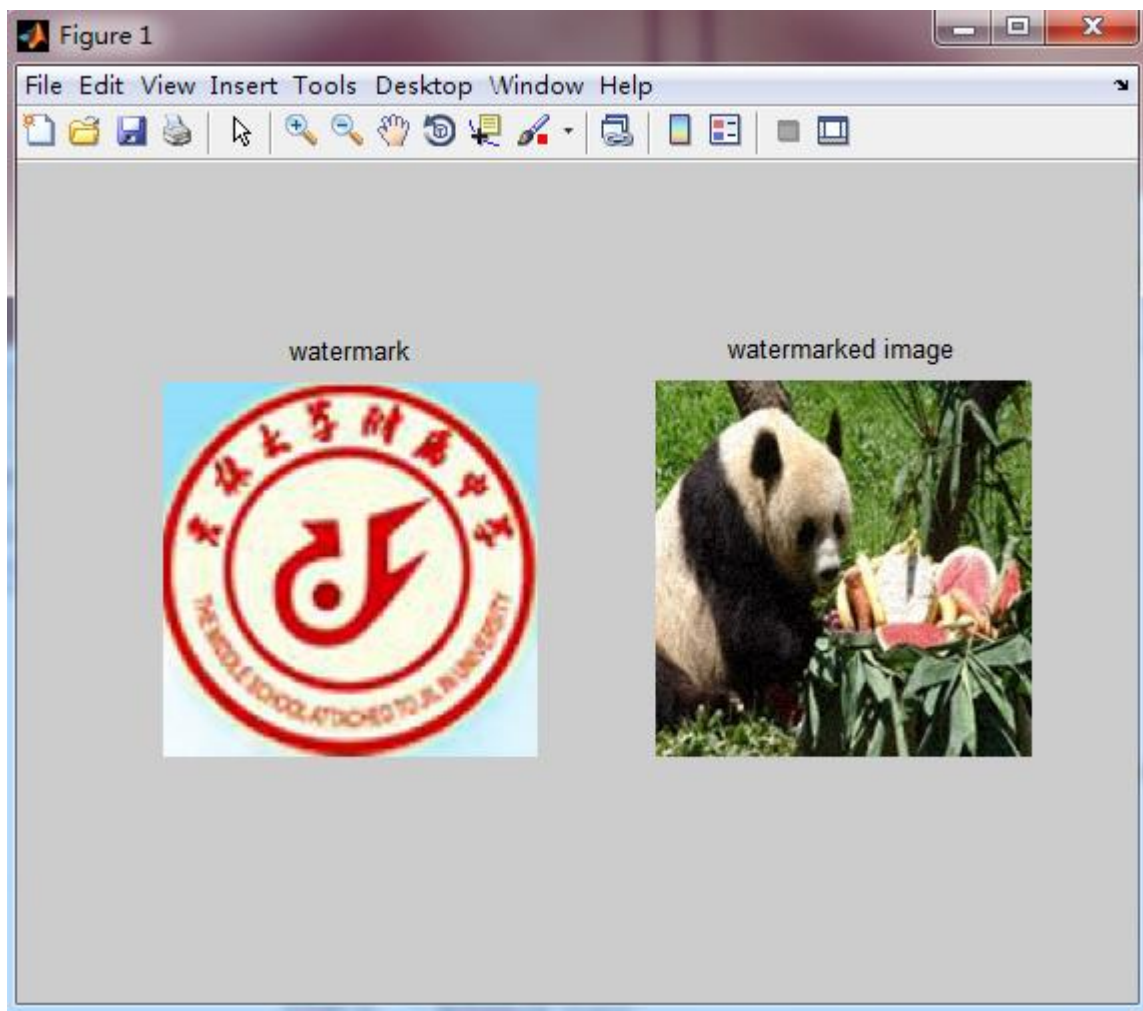 Figure 1
File Edit View Insert Tools Desktop Window Help
watermark
watermarked image
吉林大学附属中学
THE MIDDLE SCHOOL ATTACHED TO JILIN UNIVERSITY